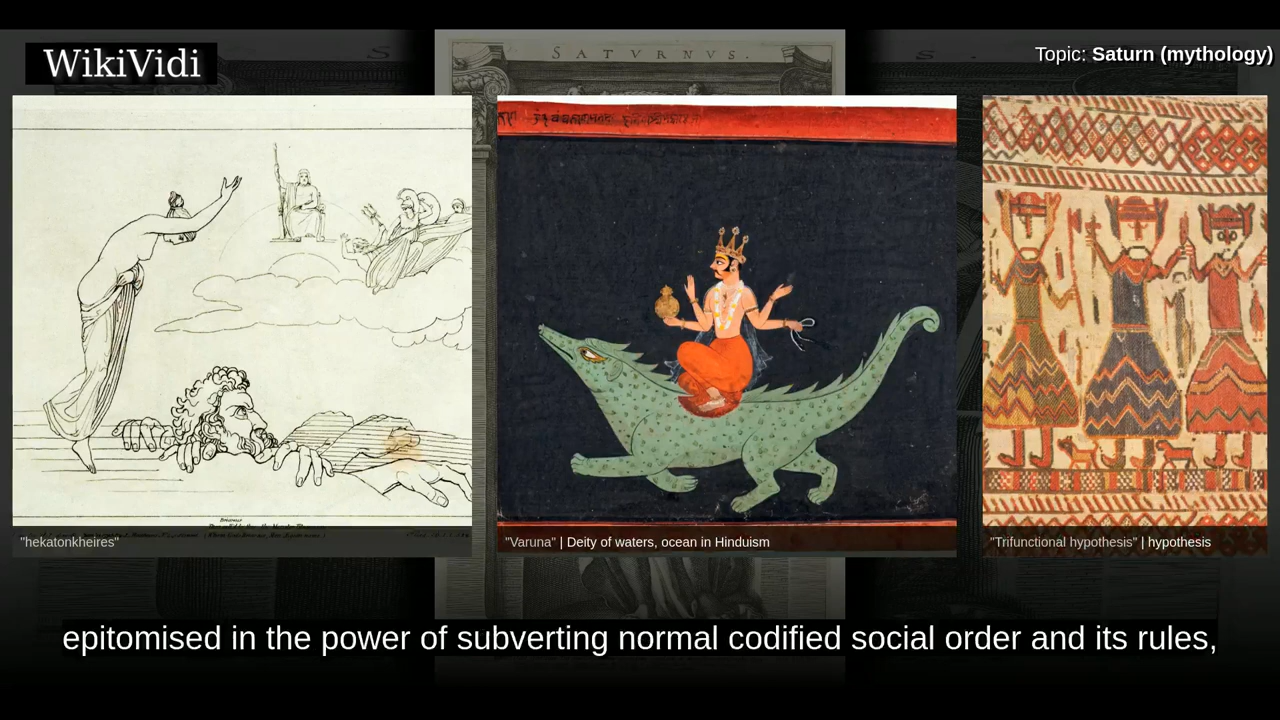 SATVRNVS.
WikiVidi
Topic: Saturn (mythology)
"hekatonkheires"
"Varuna" | Deity of waters, ocean in Hinduism
"Trifunctional hypothesis" | hypothesis
epitomised in the power of subverting normal codified social order and its rules,